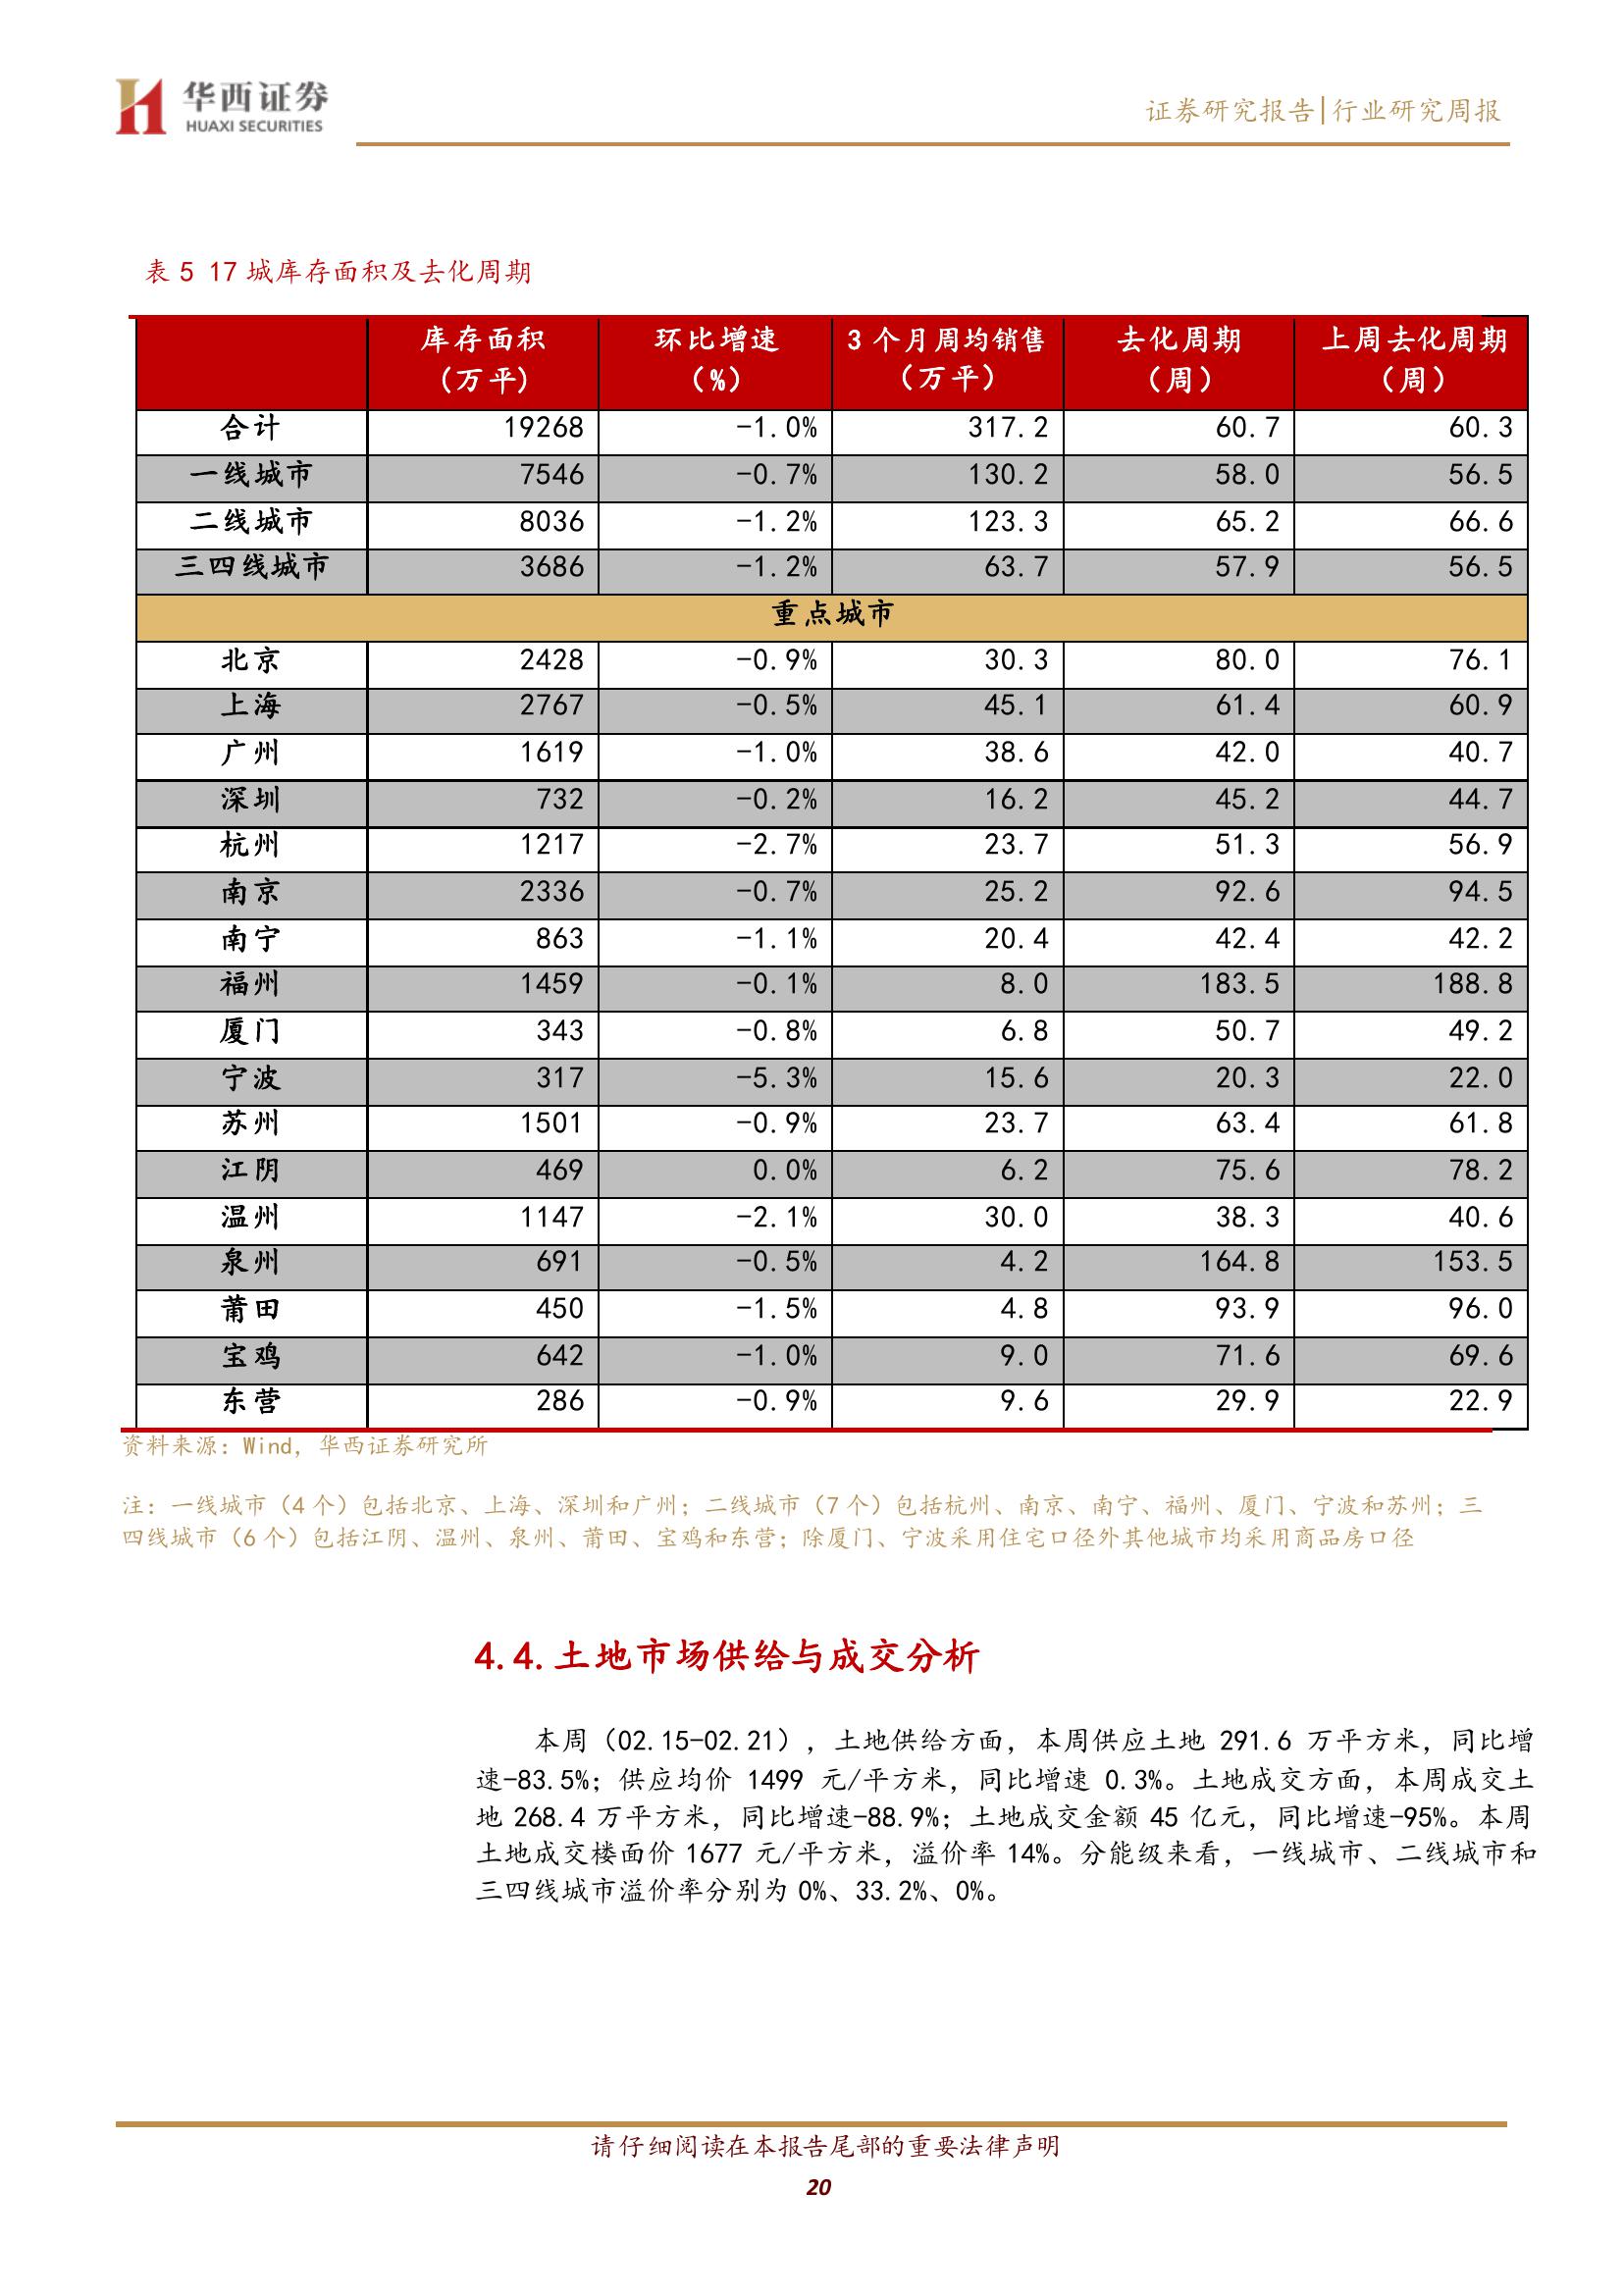 华西证券
HUAXI SECURITIES
证券研究报告|行业研究周报
表 5 17 城库存面积及去化周期
库存面积（万平） 环比增速（%） 3 个月周均销售（万平） 去化周期（周） 上周去化周期（周）
合计 19268 -1.0% 317.2 60.7 60.3
一线城市 7546 -0.7% 130.2 58.0 56.5
二线城市 8036 -1.2% 123.3 65.2 66.6
三四线城市 3686 -1.2% 63.7 57.9 56.5
重点城市
北京 2428 -0.9% 30.3 80.0 76.1
上海 2767 -0.5% 45.1 61.4 60.9
广州 1619 -1.0% 38.6 42.0 40.7
深圳 732 -0.2% 16.2 45.2 44.7
杭州 1217 -2.7% 23.7 51.3 56.9
南京 2336 -0.7% 25.2 92.6 94.5
南宁 863 -1.1% 20.4 42.4 42.2
福州 1459 -0.1% 8.0 183.5 188.8
厦门 343 -0.8% 6.8 50.7 49.2
宁波 317 -5.3% 15.6 20.3 22.0
苏州 1501 -0.9% 23.7 63.4 61.8
江阴 469 0.0% 6.2 75.6 78.2
温州 1147 -2.1% 30.0 38.3 40.6
泉州 691 -0.5% 4.2 164.8 153.5
莆田 450 -1.5% 4.8 93.9 96.0
宝鸡 642 -1.0% 9.0 71.6 69.6
东营 286 -0.9% 9.6 29.9 22.9
资料来源：Wind，华西证券研究所
注：一线城市（4 个）包括北京、上海、深圳和广州；二线城市（7 个）包括杭州、南京、南宁、福州、厦门、宁波和苏州；三
四线城市（6 个）包括江阴、温州、泉州、莆田、宝鸡和东营；除厦门、宁波采用住宅口径外其他城市均采用商品房口径
4.4.土地市场供给与成交分析
本周（02.15-02.21），土地供给方面，本周供应土地 291.6 万平方米，同比增
速-83.5%；供应均价 1499 元/平方米，同比增速 0.3%。土地成交方面，本周成交土
地 268.4 万平方米，同比增速-88.9%；土地成交金额 45 亿元，同比增速-95%。本周
土地成交楼面价 1677 元/平方米，溢价率 14%。分能级来看，一线城市、二线城市和
三四线城市溢价率分别为 0%、33.2%、0%。
请仔细阅读在本报告尾部的重要法律声明
20